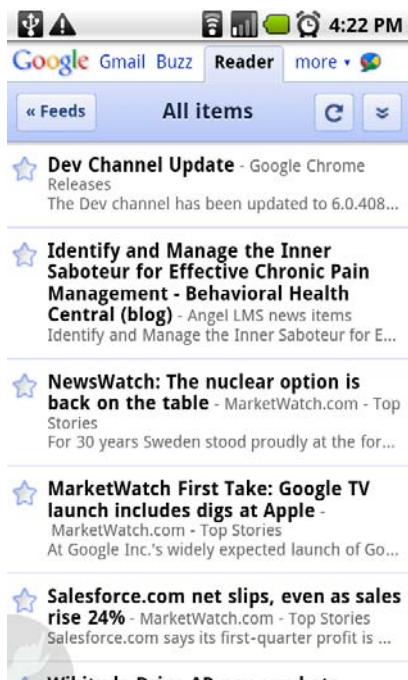 4:22 PM
Google Gmail Buzz Reader more
« Feeds All items
Dev Channel Update - Google Chrome
Releases
The Dev channel has been updated to 6.0.408...
Identify and Manage the Inner
Saboteur for Effective Chronic Pain
Management - Behavioral Health
Central (blog) - Angel LMS news items
Identify and Manage the Inner Saboteur for E...
NewsWatch: The nuclear option is
back on the table - MarketWatch.com - Top
Stories
For 30 years Sweden stood proudly at the for...
MarketWatch First Take: Google TV
launch includes digs at Apple -
MarketWatch.com - Top Stories
At Google Inc.'s widely expected launch of Go...
Salesforce.com net slips, even as sales
rise 24% - MarketWatch.com - Top Stories
Salesforce.com says its first-quarter profit is ...